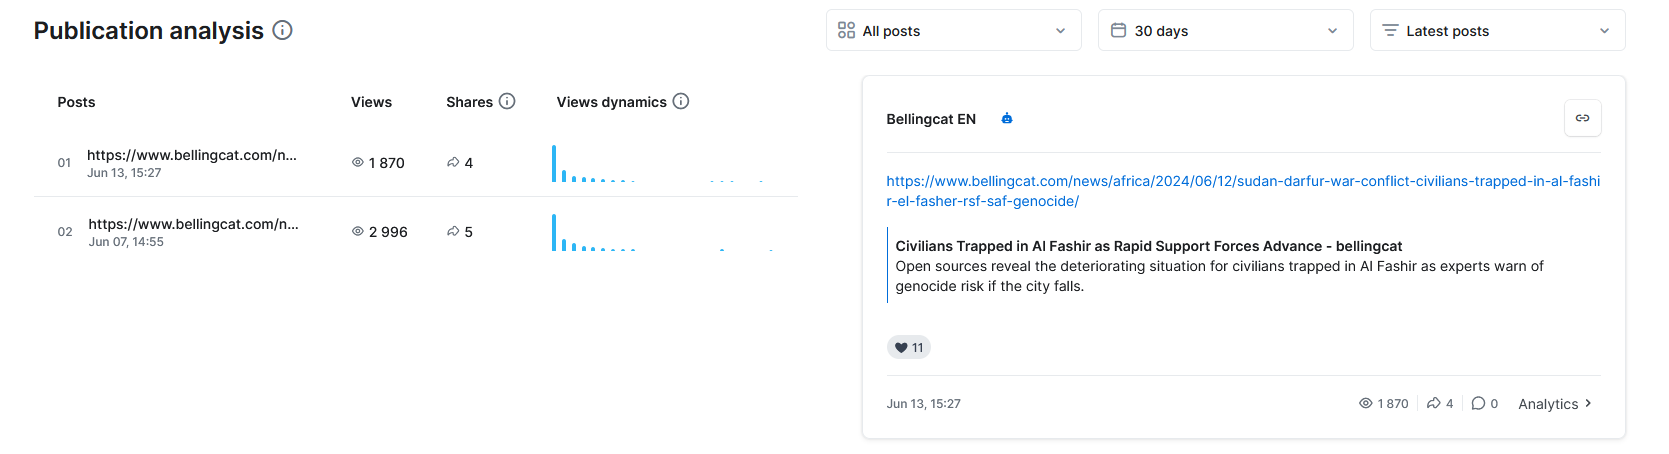 Publication analysis
All posts
30 days
Latest posts
Posts
Views
Shares
Views dynamics
01
https://www.bellingcat.com/n...
Jun 13, 15:27
1 870
4
02
https://www.bellingcat.com/n...
Jun 07, 14:55
2 996
5
Bellingcat EN
https://www.bellingcat.com/news/africa/2024/06/12/sudan-darfur-war-conflict-civilians-trapped-in-al-fashi
r-el-fasher-rsf-saf-genocide/
Civilians Trapped in Al Fashir as Rapid Support Forces Advance - bellingcat
Open sources reveal the deteriorating situation for civilians trapped in Al Fashir as experts warn of
genocide risk if the city falls.
11
Jun 13, 15:27
1 870
4
0
Analytics